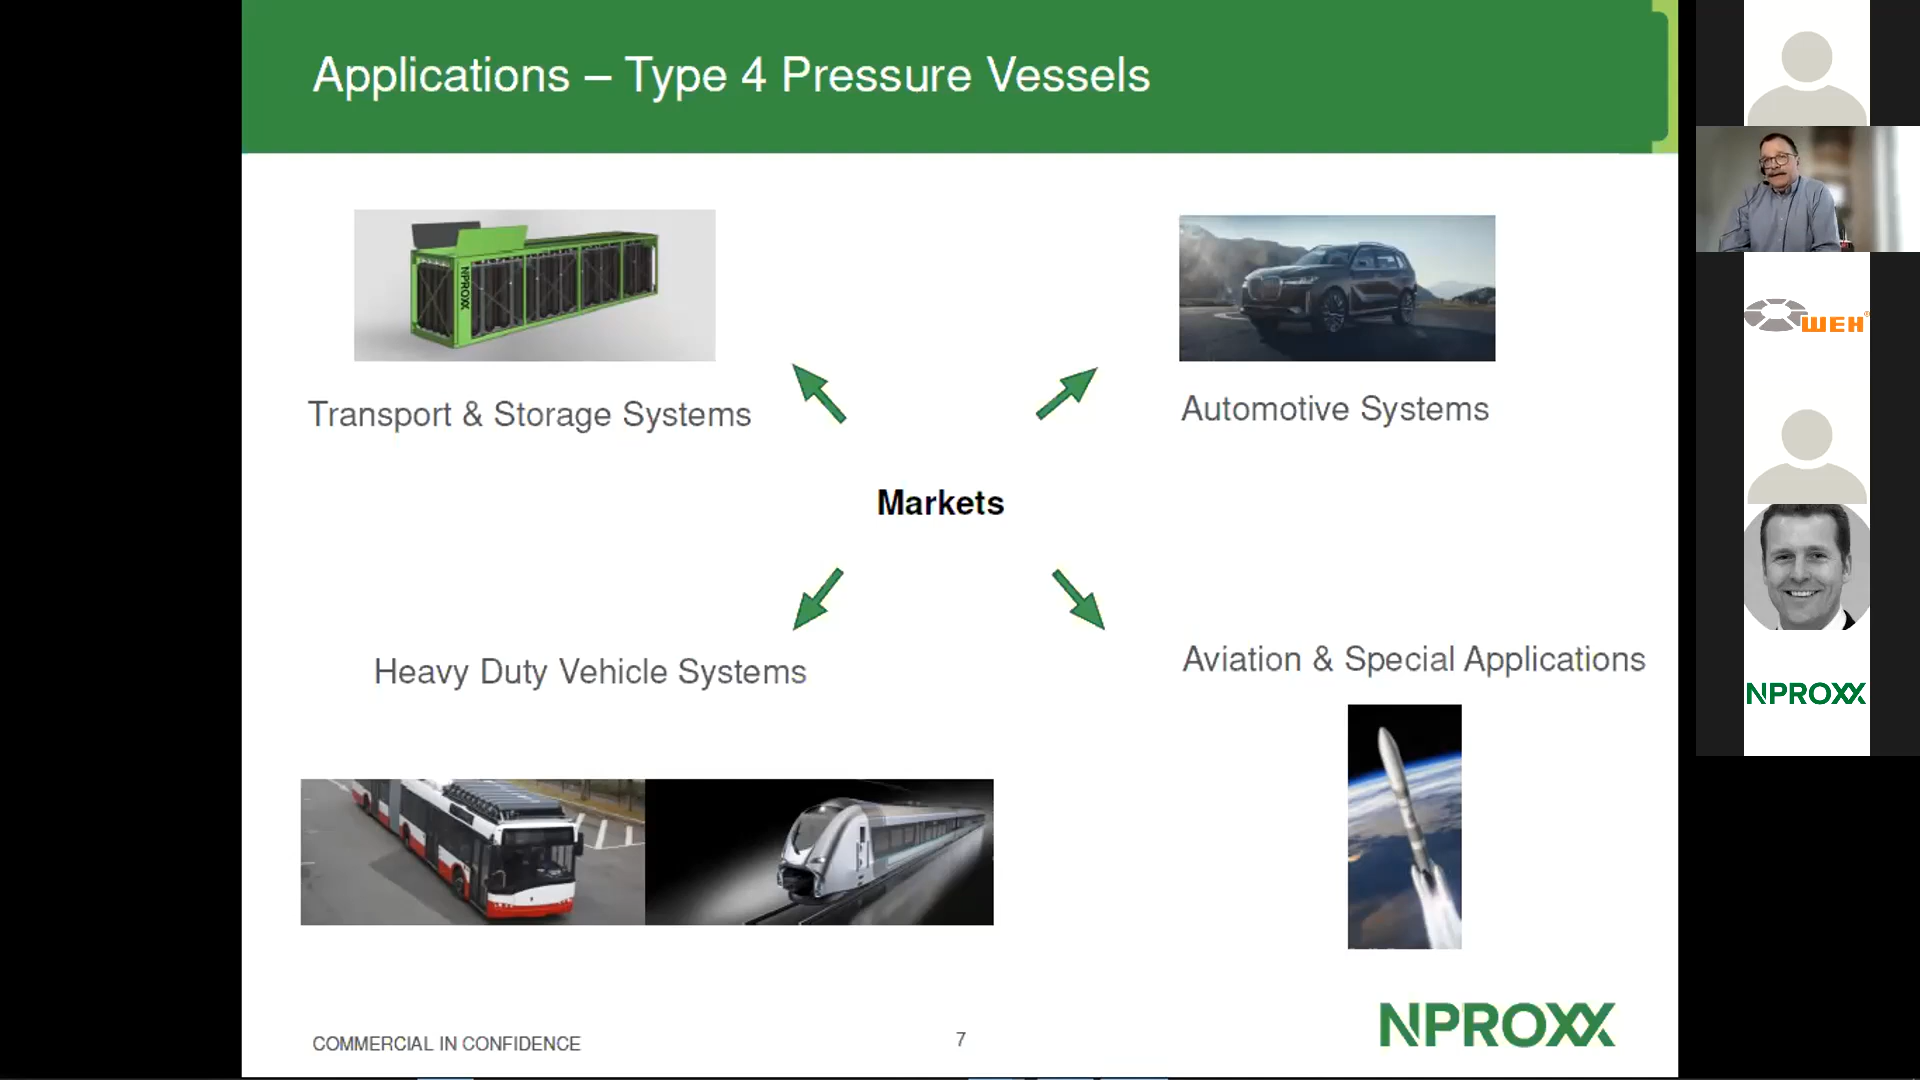 Applications – Type 4 Pressure Vessels
NPROXX
Transport & Storage Systems
Automotive Systems
Markets
Heavy Duty Vehicle Systems
Aviation & Special Applications
COMMERCIAL IN CONFIDENCE
7
NPROXX
WEH®
NPROXX